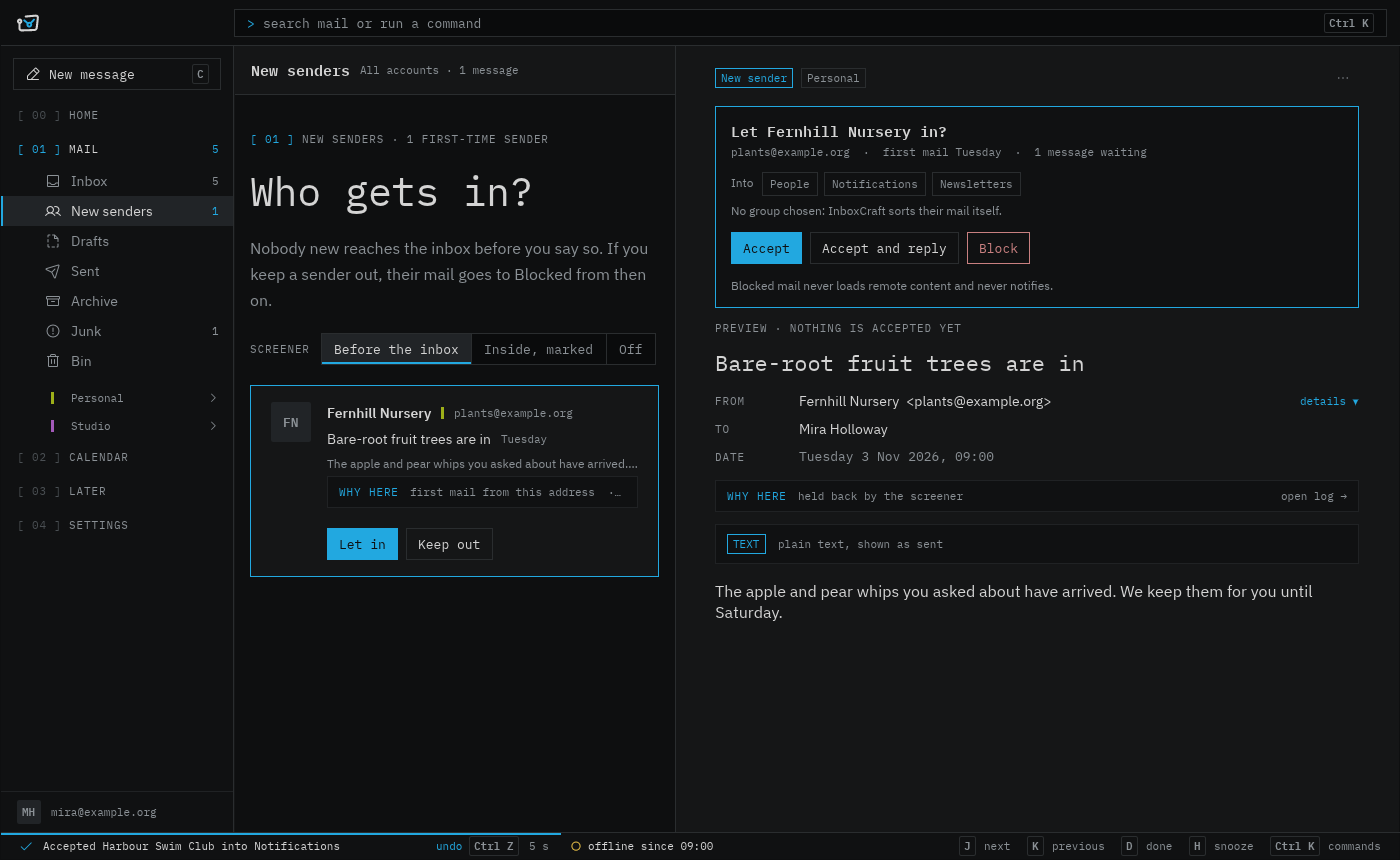 > search mail or run a command
Ctrl K
New message
C
[ 00 ] HOME
[ 01 ] MAIL 5
Inbox 5
New senders 1
Drafts
Sent
Archive
Junk 1
Bin
Personal
Studio
[ 02 ] CALENDAR
[ 03 ] LATER
[ 04 ] SETTINGS
MH mira@example.org
New senders All accounts · 1 message
[ 01 ] NEW SENDERS · 1 FIRST-TIME SENDER
Who gets in?
Nobody new reaches the inbox before you say so. If you
keep a sender out, their mail goes to Blocked from then
on.
SCREENER Before the inbox Inside, marked Off
FN
Fernhill Nursery plants@example.org
Bare-root fruit trees are in Tuesday
The apple and pear whips you asked about have arrived.…
WHY HERE first mail from this address ·…
Let in Keep out
New sender Personal ···
Let Fernhill Nursery in?
plants@example.org · first mail Tuesday · 1 message waiting
Into People Notifications Newsletters
No group chosen: InboxCraft sorts their mail itself.
Accept Accept and reply Block
Blocked mail never loads remote content and never notifies.
PREVIEW · NOTHING IS ACCEPTED YET
Bare-root fruit trees are in
FROM Fernhill Nursery <plants@example.org> details ▾
TO Mira Holloway
DATE Tuesday 3 Nov 2026, 09:00
WHY HERE held back by the screener open log →
TEXT plain text, shown as sent
The apple and pear whips you asked about have arrived. We keep them for you until
Saturday.
Accepted Harbour Swim Club into Notifications undo Ctrl Z 5 s offline since 09:00 J next K previous D done H snooze Ctrl K commands